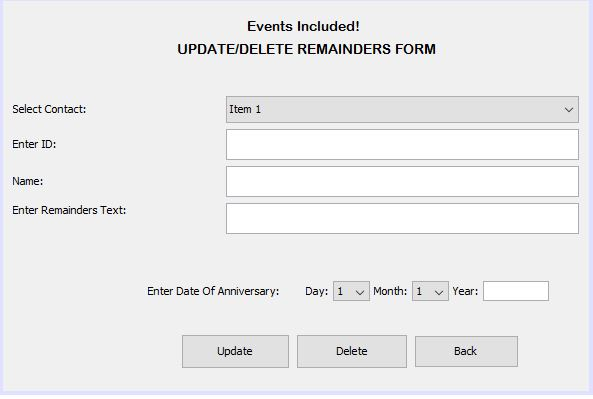 Events Included!
UPDATE/DELETE REMAINDERS FORM
Select Contact: Item 1
Enter ID:
Name:
Enter Remainders Text:
Enter Date Of Anniversary: Day: 1 Month: 1 Year:
Update Delete Back